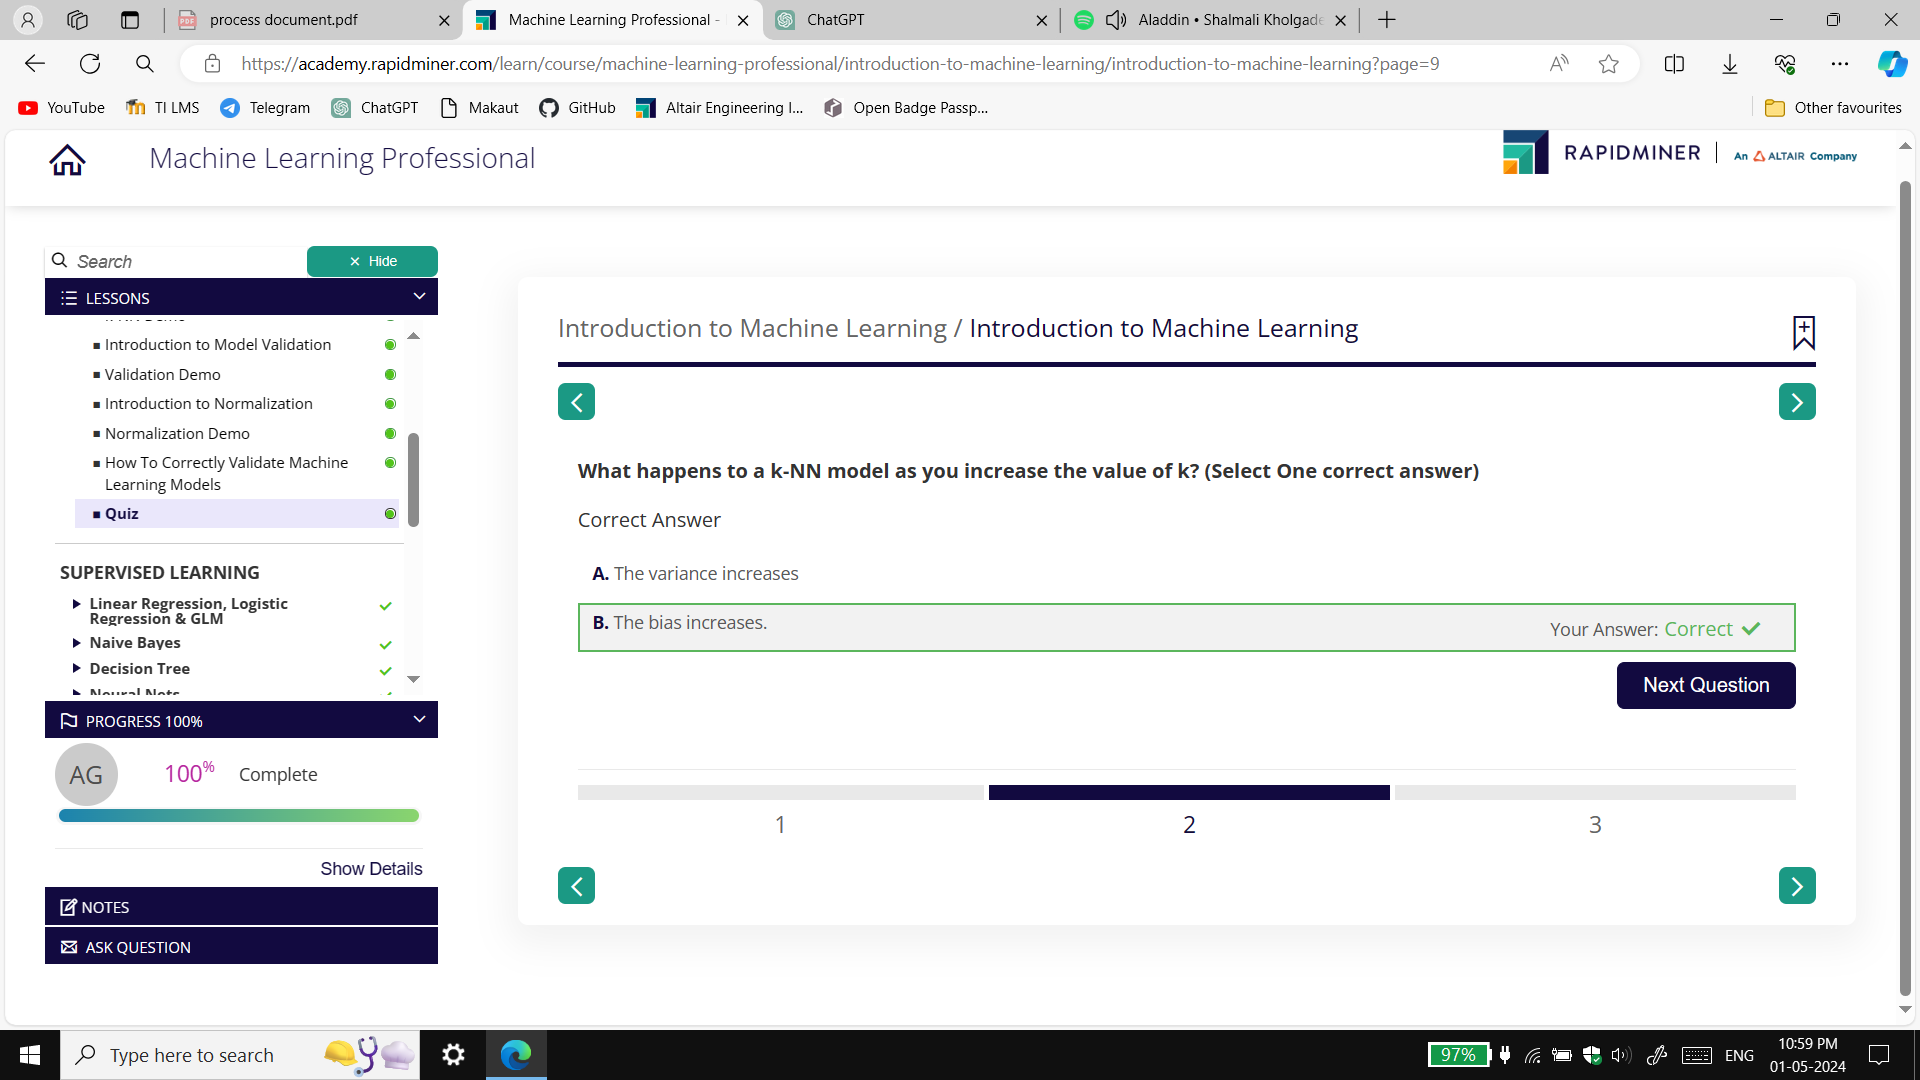 process document.pdf
Machine Learning Professional -
ChatGPT
Aladdin • Shalmali Kholgade
https://academy.rapidminer.com/learn/course/machine-learning-professional/introduction-to-machine-learning/introduction-to-machine-learning?page=9
YouTube
TI LMS
Telegram
ChatGPT
Makaut
GitHub
Altair Engineering I...
Open Badge Passp...
Other favourites
Machine Learning Professional
RAPIDMINER
An ALTAIR Company
Search
Hide
LESSONS
Introduction to Model Validation
Validation Demo
Introduction to Normalization
Normalization Demo
How To Correctly Validate Machine
Learning Models
Quiz
SUPERVISED LEARNING
Linear Regression, Logistic
Regression & GLM
Naive Bayes
Decision Tree
Neural Nets
PROGRESS 100%
AG
100%
Complete
Show Details
NOTES
ASK QUESTION
Introduction to Machine Learning / Introduction to Machine Learning
What happens to a k-NN model as you increase the value of k? (Select One correct answer)
Correct Answer
A. The variance increases
B. The bias increases.
Your Answer: Correct
Next Question
1
2
3
Type here to search
97%
ENG
10:59 PM
01-05-2024